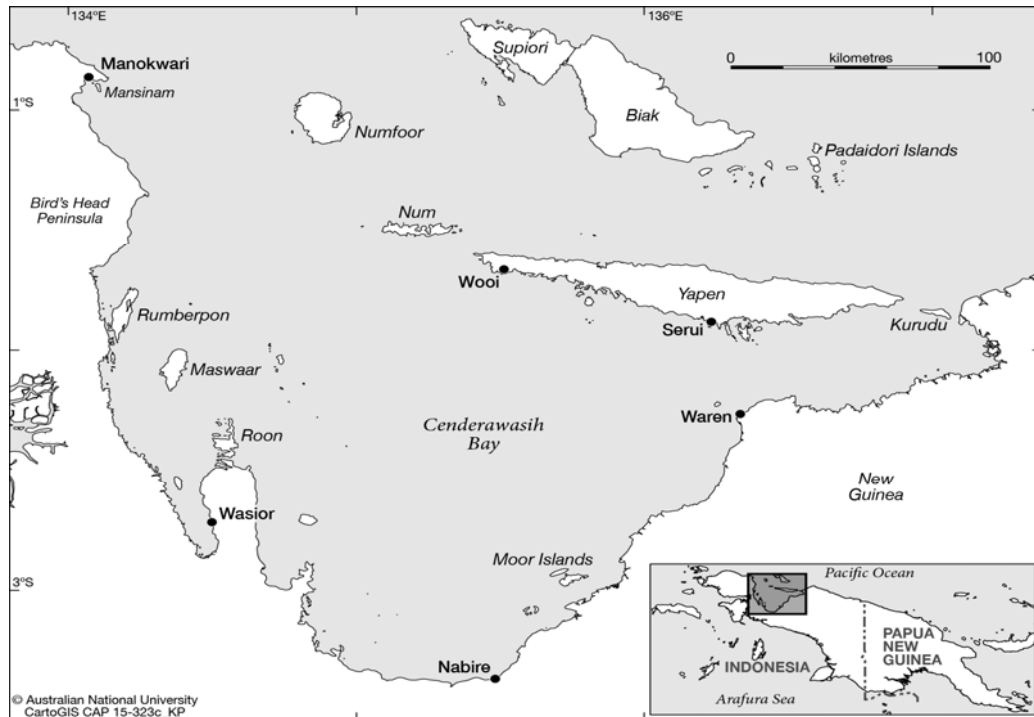 134°E
136°E
Manokwari
Mansinam
Supiori
0 kilometres 100
1°S
Numfoor
Biak
Padaidori Islands
Bird's Head
Peninsula
Num
Wooi
Yapen
Rumberpon
Serui
Kurudu
Maswaar
Waren
Cenderawasih
Bay
Roon
New
Guinea
Wasior
Moor Islands
3°S
Nabire
Pacific Ocean
PAPUA
NEW
GUINEA
INDONESIA
Arafura Sea
© Australian National University
CartoGIS CAP 15-323c KP